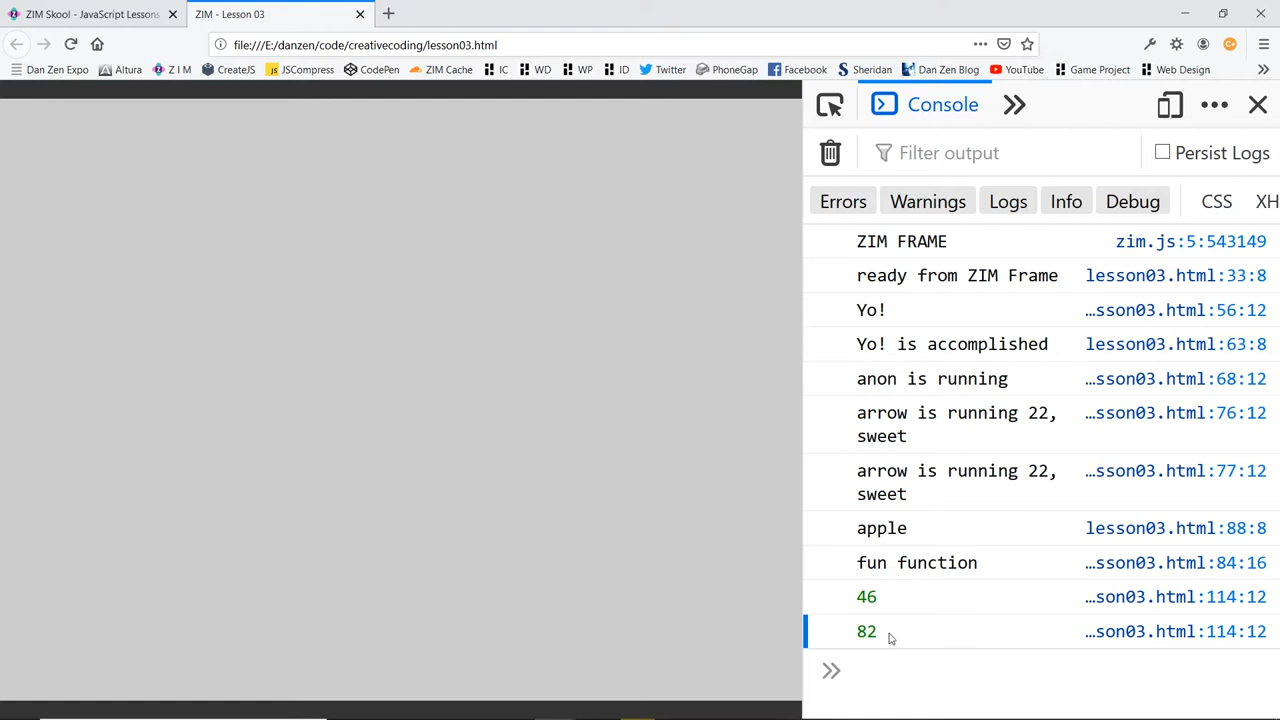 ZIM Skool - JavaScript Lessons
ZIM - Lesson 03
file:///E:/danzen/code/creativecoding/lesson03.html
Dan Zen Expo Altura Z I M CreateJS JSCompress CodePen ZIM Cache IC WD WP ID Twitter PhoneGap Facebook Sheridan Dan Zen Blog YouTube Game Project Web Design
Console
Filter output Persist Logs
Errors Warnings Logs Info Debug CSS XH
ZIM FRAME zim.js:5:543149
ready from ZIM Frame lesson03.html:33:8
Yo! …sson03.html:56:12
Yo! is accomplished lesson03.html:63:8
anon is running …sson03.html:68:12
arrow is running 22, …sson03.html:76:12
sweet
arrow is running 22, …sson03.html:77:12
sweet
apple lesson03.html:88:8
fun function …sson03.html:84:16
46 …son03.html:114:12
82 …son03.html:114:12